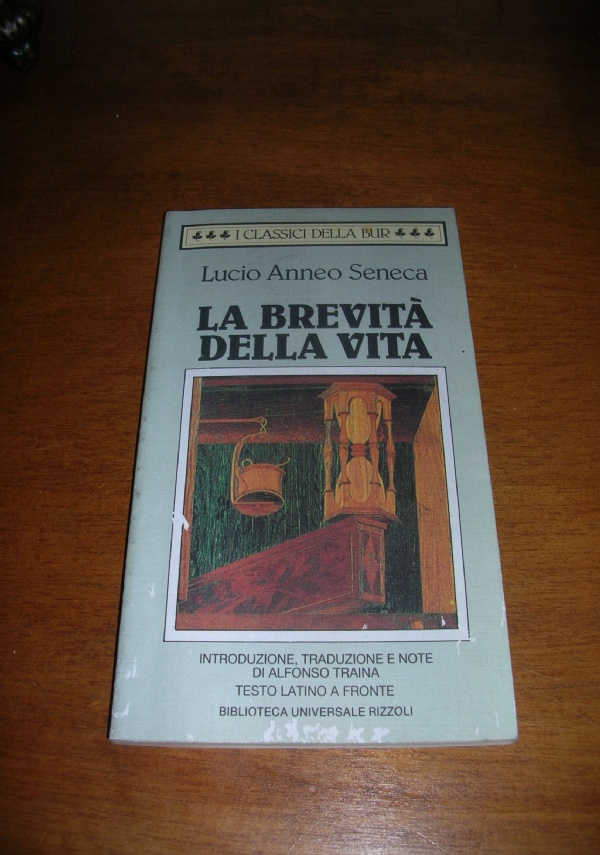 I CLASSICI DELLA BUR
Lucio Anneo Seneca
LA BREVITÀ
DELLA VITA
INTRODUZIONE, TRADUZIONE E NOTE
DI ALFONSO TRAINA
TESTO LATINO A FRONTE
BIBLIOTECA UNIVERSALE RIZZOLI